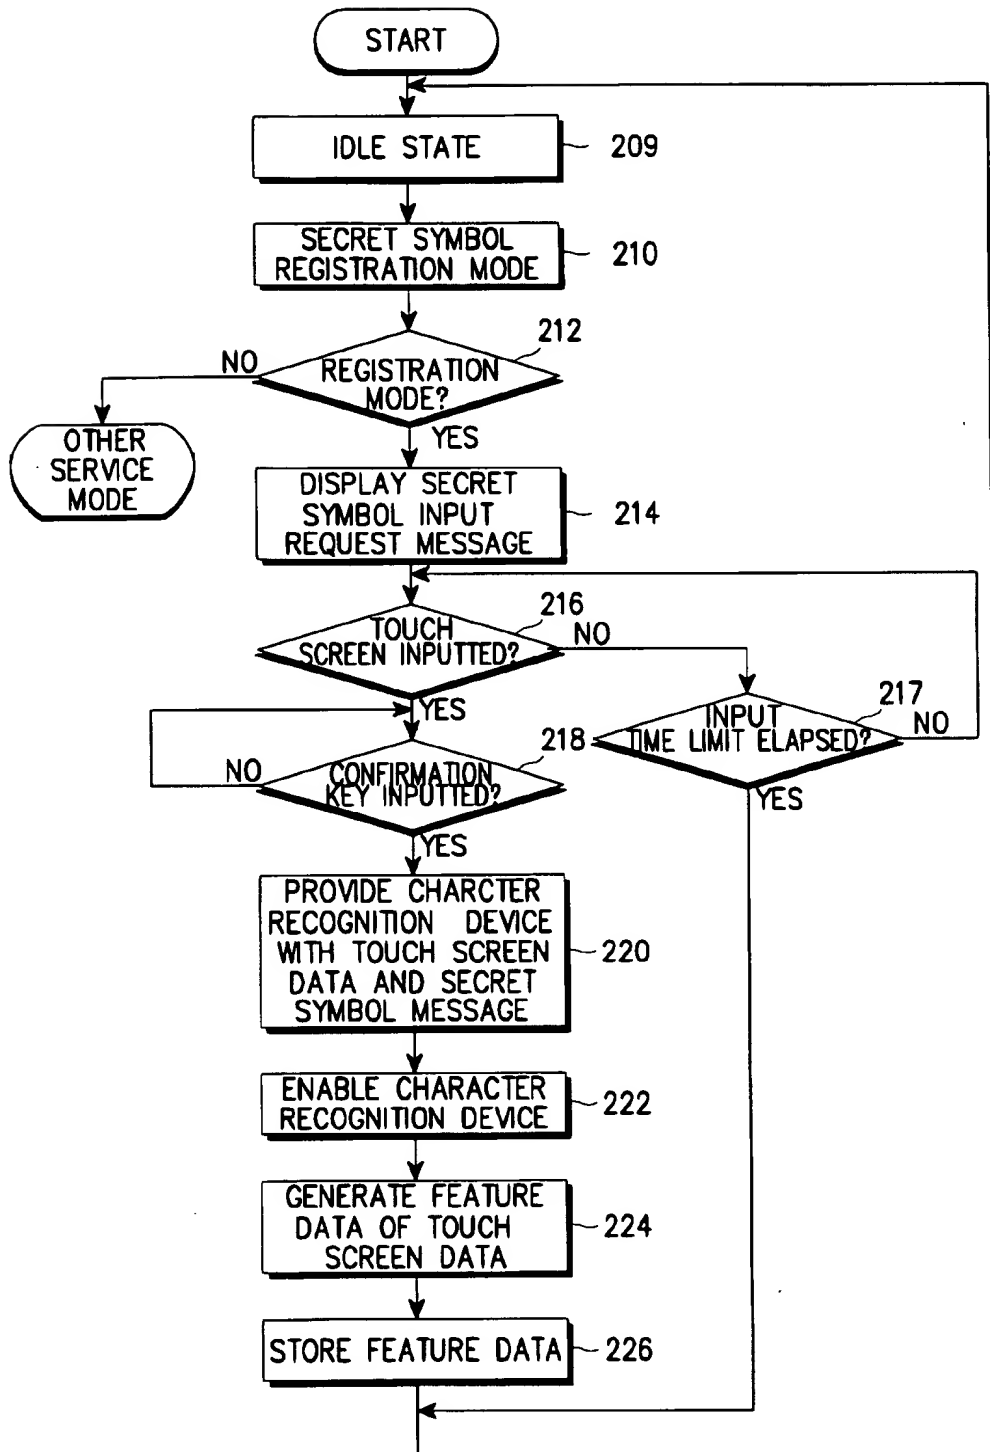 START
IDLE STATE
209
SECRET SYMBOL
REGISTRATION MODE
210
212
NO
REGISTRATION
MODE?
YES
OTHER
SERVICE
MODE
DISPLAY SECRET
SYMBOL INPUT
REQUEST MESSAGE
214
216
TOUCH
SCREEN INPUTTED?
NO
YES
217
INPUT
TIME LIMIT ELAPSED?
NO
YES
218
NO
CONFIRMATION
KEY INPUTTED?
YES
PROVIDE CHARCTER
RECOGNITION DEVICE
WITH TOUCH SCREEN
DATA AND SECRET
SYMBOL MESSAGE
220
ENABLE CHARACTER
RECOGNITION DEVICE
222
GENERATE FEATURE
DATA OF TOUCH
SCREEN DATA
224
STORE FEATURE DATA
226